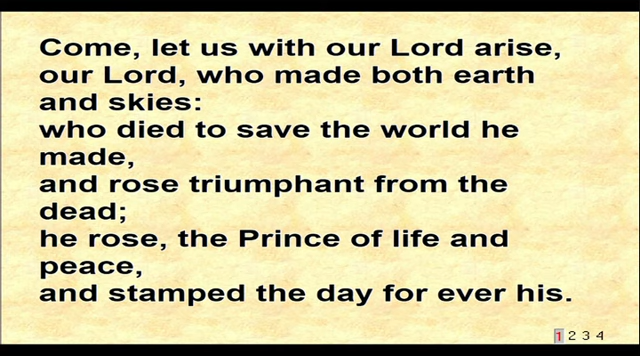 Come, let us with our Lord arise,
our Lord, who made both earth
and skies:
who died to save the world he
made,
and rose triumphant from the
dead;
he rose, the Prince of life and
peace,
and stamped the day for ever his.
1 2 3 4